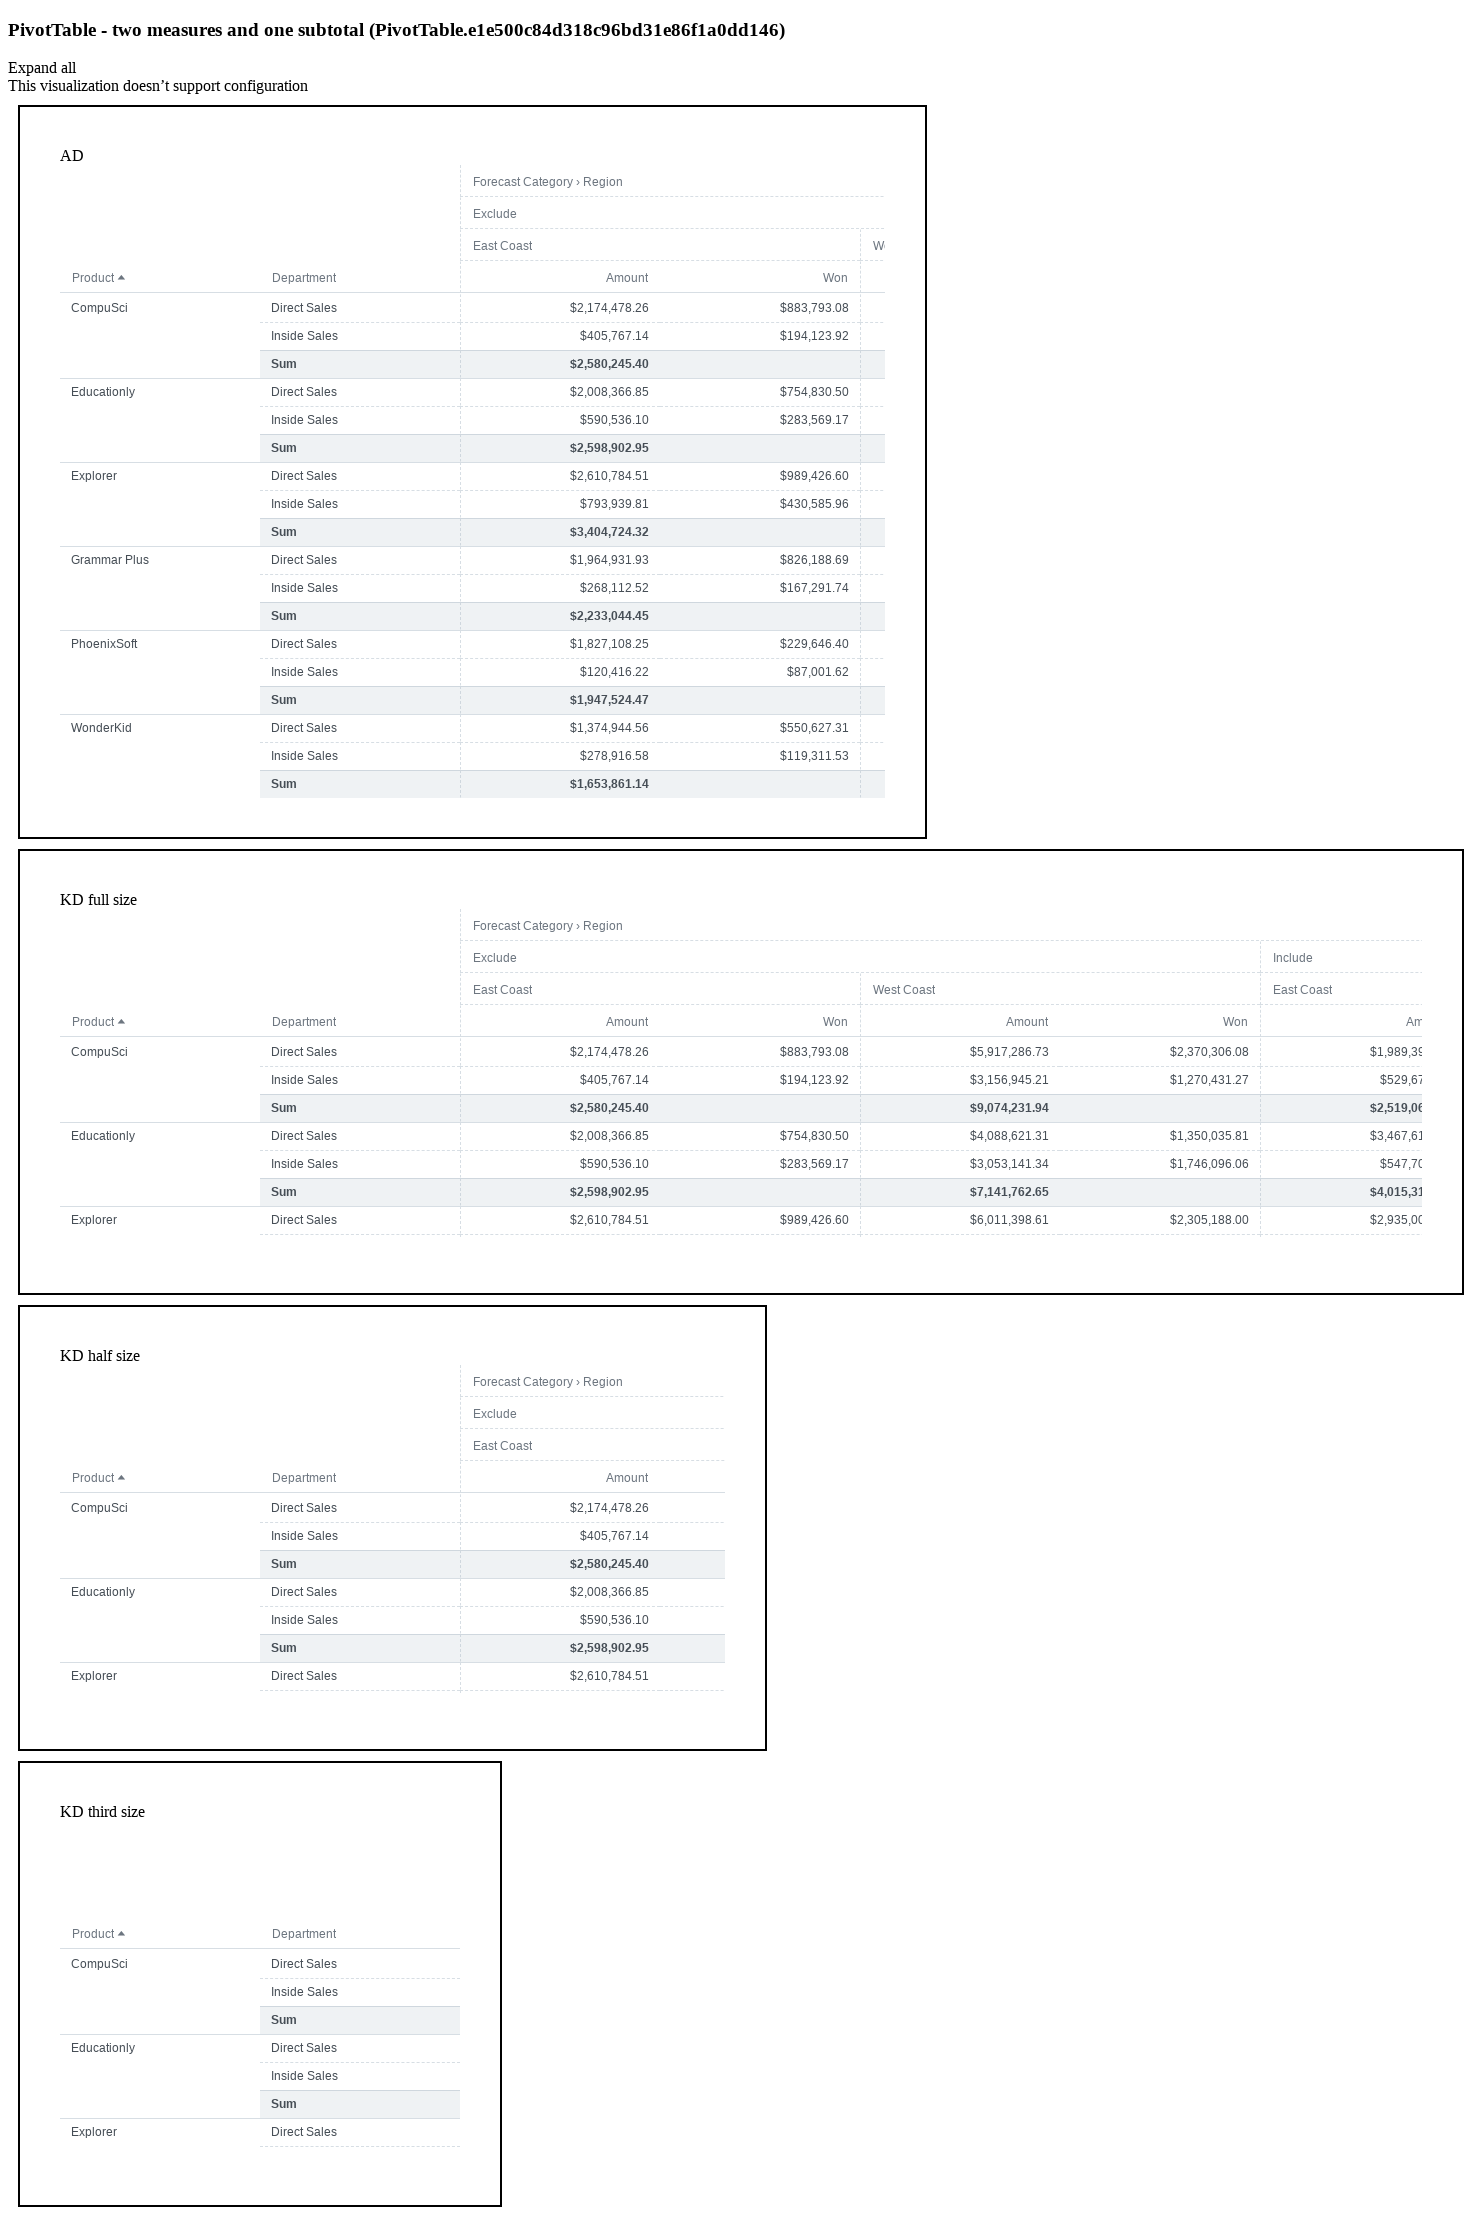 PivotTable - two measures and one subtotal (PivotTable.e1e500c84d318c96bd31e86f1a0dd146)
Expand all
This visualization doesn’t support configuration
AD
Forecast Category › Region
Exclude
East Coast
Product Department Amount Won
CompuSci Direct Sales $2,174,478.26 $883,793.08
Inside Sales $405,767.14 $194,123.92
Sum $2,580,245.40
Educationly Direct Sales $2,008,366.85 $754,830.50
Inside Sales $590,536.10 $283,569.17
Sum $2,598,902.95
Explorer Direct Sales $2,610,784.51 $989,426.60
Inside Sales $793,939.81 $430,585.96
Sum $3,404,724.32
Grammar Plus Direct Sales $1,964,931.93 $826,188.69
Inside Sales $268,112.52 $167,291.74
Sum $2,233,044.45
PhoenixSoft Direct Sales $1,827,108.25 $229,646.40
Inside Sales $120,416.22 $87,001.62
Sum $1,947,524.47
WonderKid Direct Sales $1,374,944.56 $550,627.31
Inside Sales $278,916.58 $119,311.53
Sum $1,653,861.14
KD full size
Forecast Category › Region
Exclude Include
East Coast West Coast East Coast
Product Department Amount Won Amount Won Am
CompuSci Direct Sales $2,174,478.26 $883,793.08 $5,917,286.73 $2,370,306.08 $1,989,39
Inside Sales $405,767.14 $194,123.92 $3,156,945.21 $1,270,431.27 $529,67
Sum $2,580,245.40 $9,074,231.94 $2,519,06
Educationly Direct Sales $2,008,366.85 $754,830.50 $4,088,621.31 $1,350,035.81 $3,467,61
Inside Sales $590,536.10 $283,569.17 $3,053,141.34 $1,746,096.06 $547,70
Sum $2,598,902.95 $7,141,762.65 $4,015,31
Explorer Direct Sales $2,610,784.51 $989,426.60 $6,011,398.61 $2,305,188.00 $2,935,00
KD half size
Forecast Category › Region
Exclude
East Coast
Product Department Amount
CompuSci Direct Sales $2,174,478.26
Inside Sales $405,767.14
Sum $2,580,245.40
Educationly Direct Sales $2,008,366.85
Inside Sales $590,536.10
Sum $2,598,902.95
Explorer Direct Sales $2,610,784.51
KD third size
Product Department
CompuSci Direct Sales
Inside Sales
Sum
Educationly Direct Sales
Inside Sales
Sum
Explorer Direct Sales